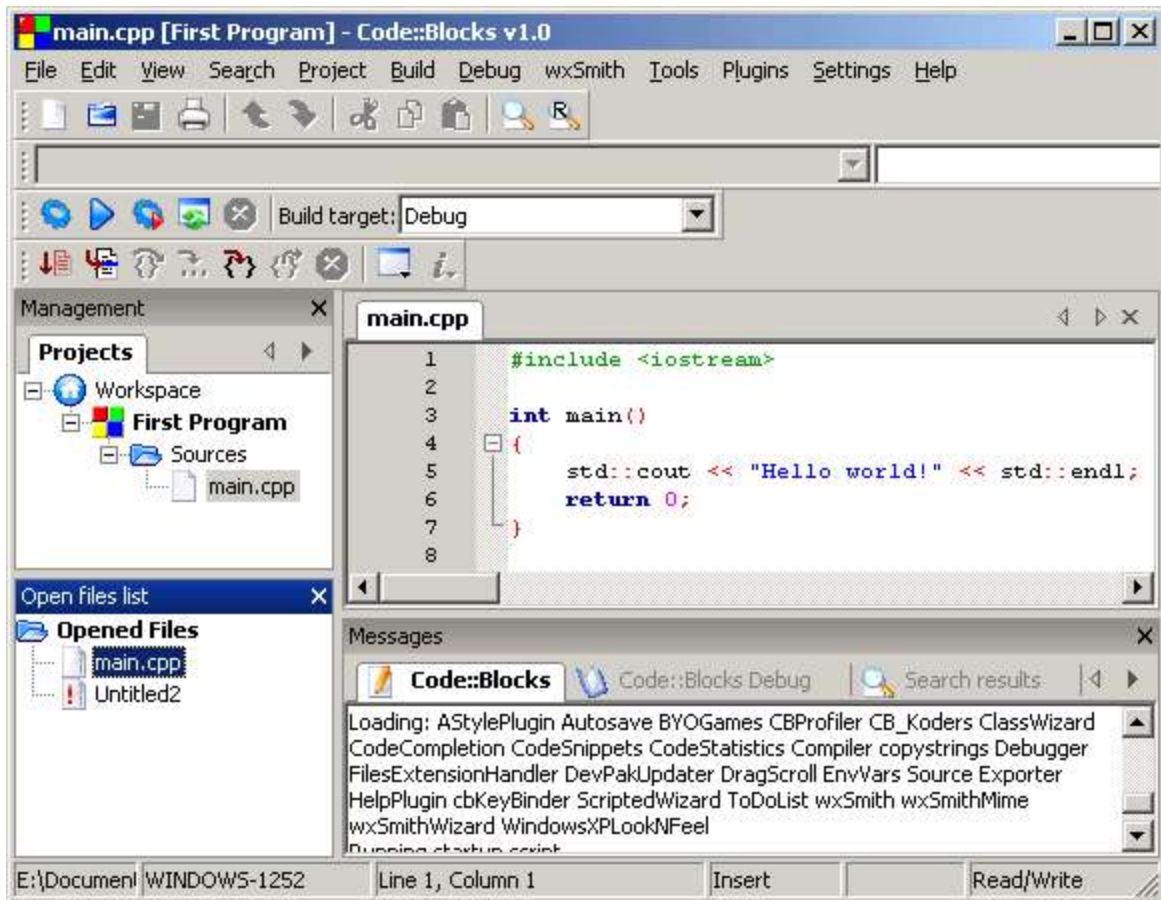 main.cpp [First Program] - Code::Blocks v1.0
File Edit View Search Project Build Debug wxSmith Tools Plugins Settings Help
R
Build target: Debug
Management
Projects
Workspace
First Program
Sources
main.cpp
main.cpp
1 #include <iostream>
2
3 int main()
4 {
5 std::cout << "Hello world!" << std::endl;
6 return 0;
7 }
8
Open files list
Opened Files
main.cpp
Untitled2
Messages
Code::Blocks Code::Blocks Debug Search results
Loading: AStylePlugin Autosave BYOGames CBProfiler CB_Koders ClassWizard
CodeCompletion CodeSnippets CodeStatistics Compiler copystrings Debugger
FilesExtensionHandler DevPakUpdater DragScroll EnvVars Source Exporter
HelpPlugin cbKeyBinder ScriptedWizard ToDoList wxSmith wxSmithMime
wxSmithWizard WindowsXPLookNFeel
Running startup script
E:\Document WINDOWS-1252 Line 1, Column 1 Insert Read/Write